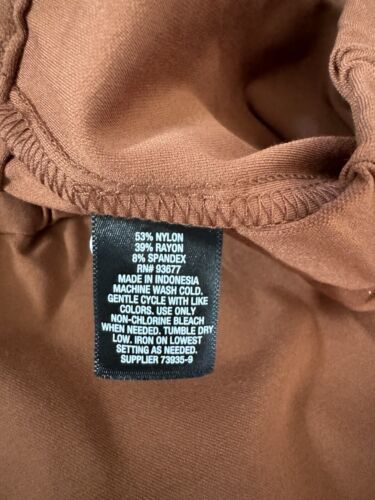 53% NYLON
39% RAYON
8% SPANDEX
RN# 93677
MADE IN INDONESIA
MACHINE WASH COLD.
GENTLE CYCLE WITH LIKE
COLORS. USE ONLY
NON-CHLORINE BLEACH
WHEN NEEDED. TUMBLE DRY
LOW. IRON ON LOWEST
SETTING AS NEEDED.
SUPPLIER 73935-9